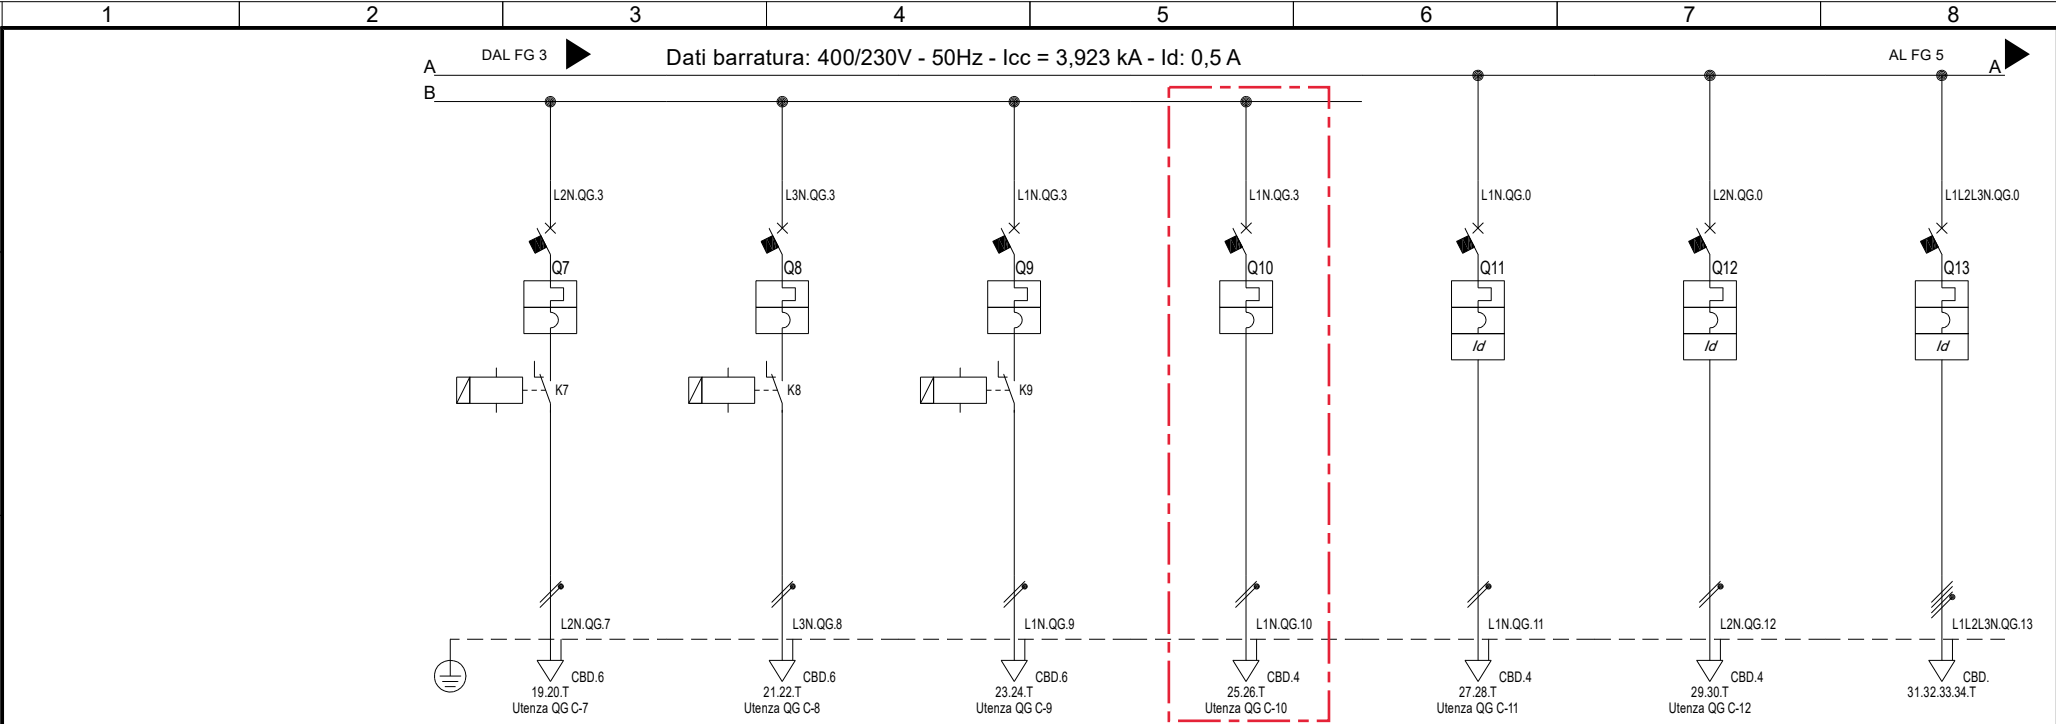 1 2 3 4 5 6 7 8
DAL FG 3 Dati barratura: 400/230V - 50Hz - Icc = 3,923 kA - Id: 0,5 A AL FG 5
A A
B
L2N.QG.3 L3N.QG.3 L1N.QG.3 L1N.QG.3 L1N.QG.0 L2N.QG.0 L1L2L3N.QG.0
Q7 Q8 Q9 Q10 Q11 Q12 Q13
Id Id Id
K7 K8 K9
L2N.QG.7 L3N.QG.8 L1N.QG.9 L1N.QG.10 L1N.QG.11 L2N.QG.12 L1L2L3N.QG.13
CBD.6 CBD.6 CBD.6 CBD.4 CBD.4 CBD.4 CBD.
19.20.T 21.22.T 23.24.T 25.26.T 27.28.T 29.30.T 31.32.33.34.T
Utenza QG C-7 Utenza QG C-8 Utenza QG C-9 Utenza QG C-10 Utenza QG C-11 Utenza QG C-12